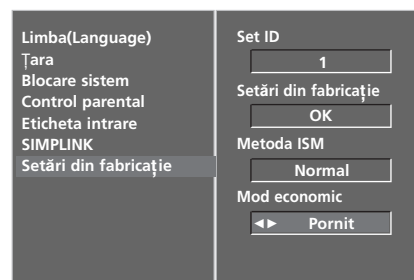 Limba(Language)
Țara
Blocare sistem
Control parental
Eticheta intrare
SIMPLINK
Setări din fabricație
Set ID
1
Setări din fabricație
OK
Metoda ISM
Normal
Mod economic
◄► Pornit